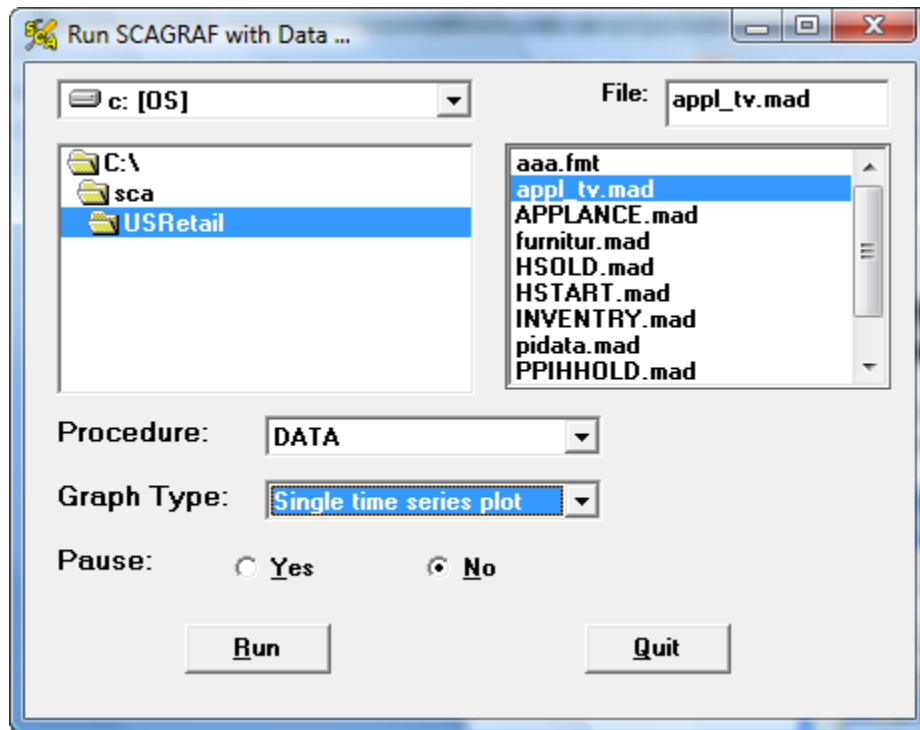 Run SCAGRAF with Data ...
c: [OS]
File: appl_tv.mad
C:\
sca
USRetail
aaa.fmt
appl_tv.mad
APPLANCE.mad
furnitur.mad
HSOLD.mad
HSTART.mad
INVENTRY.mad
pidata.mad
PPIHHOLD.mad
Procedure: DATA
Graph Type: Single time series plot
Pause: Yes No
Run Quit